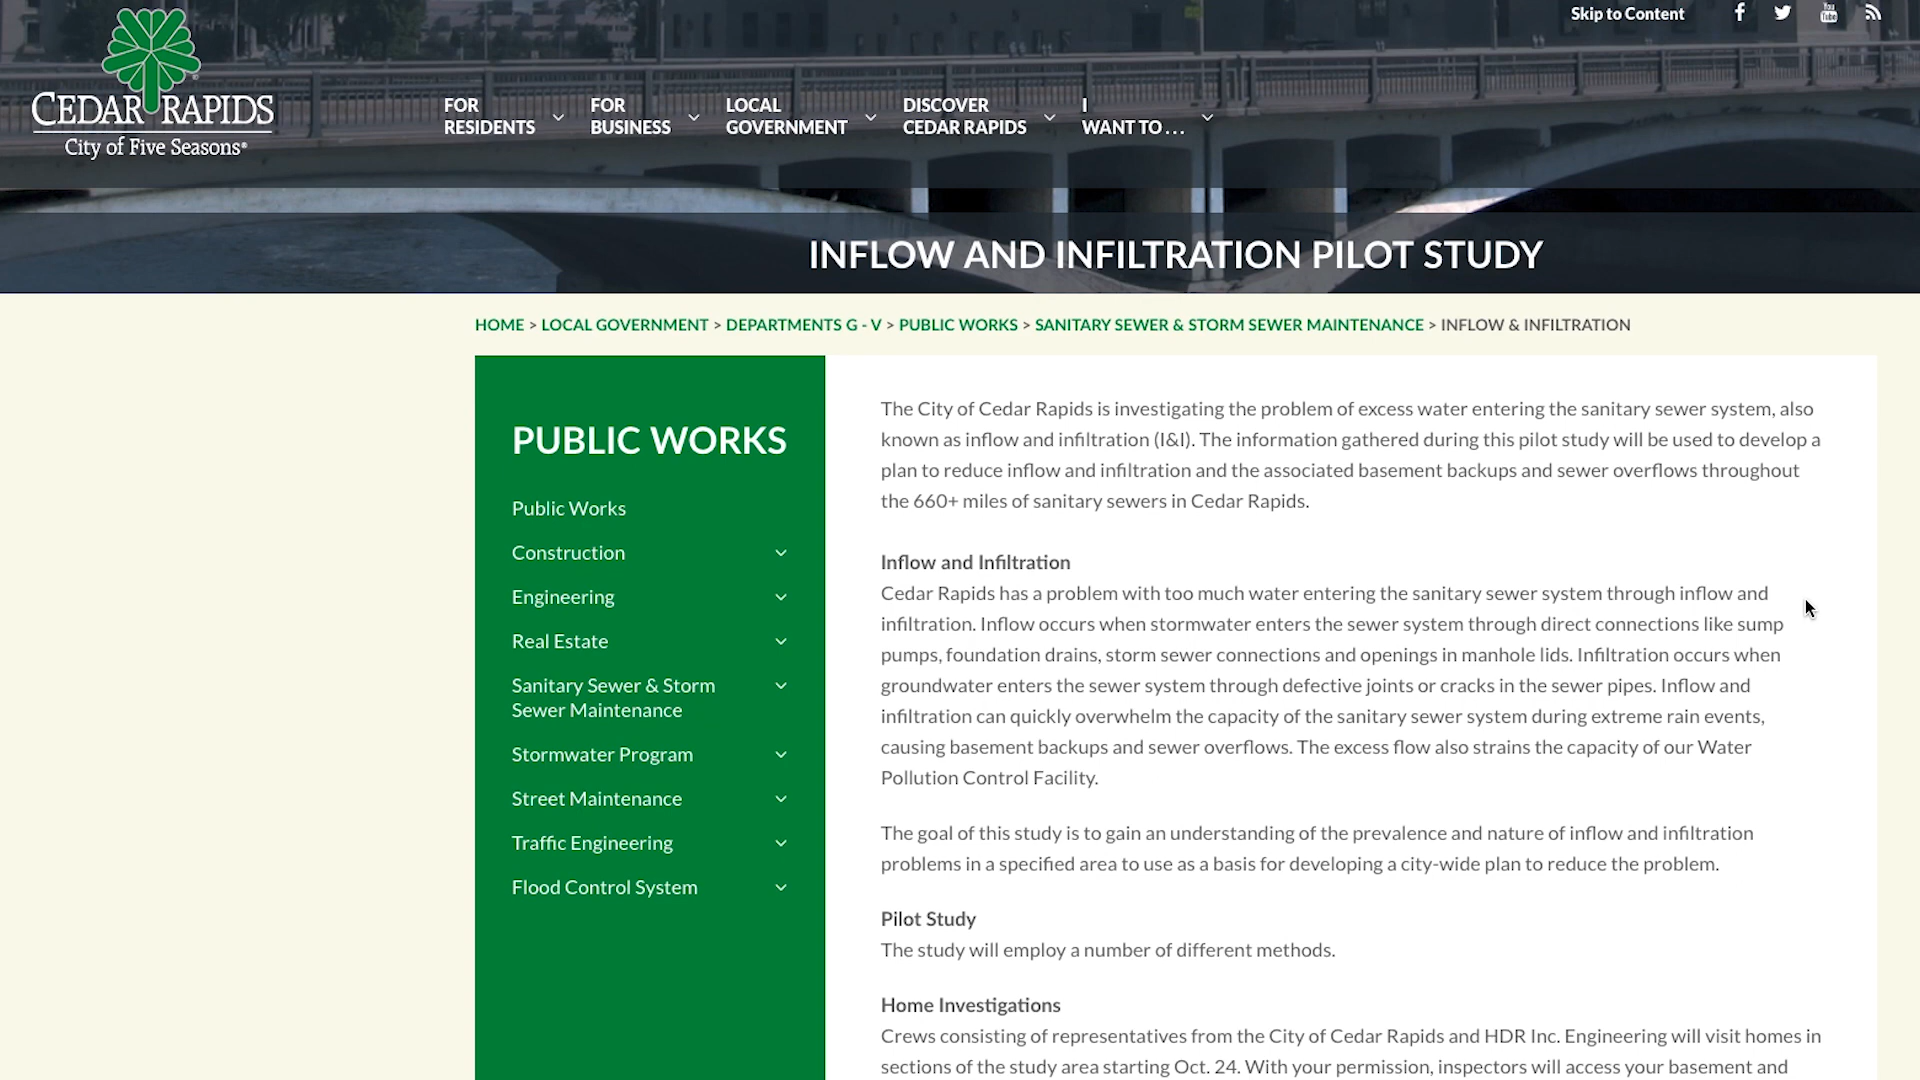 Skip to Content
You
Tube
CEDAR RAPIDS
City of Five Seasons®
FOR
RESIDENTS
FOR
BUSINESS
LOCAL
GOVERNMENT
DISCOVER
CEDAR RAPIDS
I
WANT TO . . .
INFLOW AND INFILTRATION PILOT STUDY
HOME > LOCAL GOVERNMENT > DEPARTMENTS G - V > PUBLIC WORKS > SANITARY SEWER & STORM SEWER MAINTENANCE > INFLOW & INFILTRATION
PUBLIC WORKS
Public Works
Construction
Engineering
Real Estate
Sanitary Sewer & Storm
Sewer Maintenance
Stormwater Program
Street Maintenance
Traffic Engineering
Flood Control System
The City of Cedar Rapids is investigating the problem of excess water entering the sanitary sewer system, also
known as inflow and infiltration (I&I). The information gathered during this pilot study will be used to develop a
plan to reduce inflow and infiltration and the associated basement backups and sewer overflows throughout
the 660+ miles of sanitary sewers in Cedar Rapids.
Inflow and Infiltration
Cedar Rapids has a problem with too much water entering the sanitary sewer system through inflow and
infiltration. Inflow occurs when stormwater enters the sewer system through direct connections like sump
pumps, foundation drains, storm sewer connections and openings in manhole lids. Infiltration occurs when
groundwater enters the sewer system through defective joints or cracks in the sewer pipes. Inflow and
infiltration can quickly overwhelm the capacity of the sanitary sewer system during extreme rain events,
causing basement backups and sewer overflows. The excess flow also strains the capacity of our Water
Pollution Control Facility.
The goal of this study is to gain an understanding of the prevalence and nature of inflow and infiltration
problems in a specified area to use as a basis for developing a city-wide plan to reduce the problem.
Pilot Study
The study will employ a number of different methods.
Home Investigations
Crews consisting of representatives from the City of Cedar Rapids and HDR Inc. Engineering will visit homes in
sections of the study area starting Oct. 24. With your permission, inspectors will access your basement and